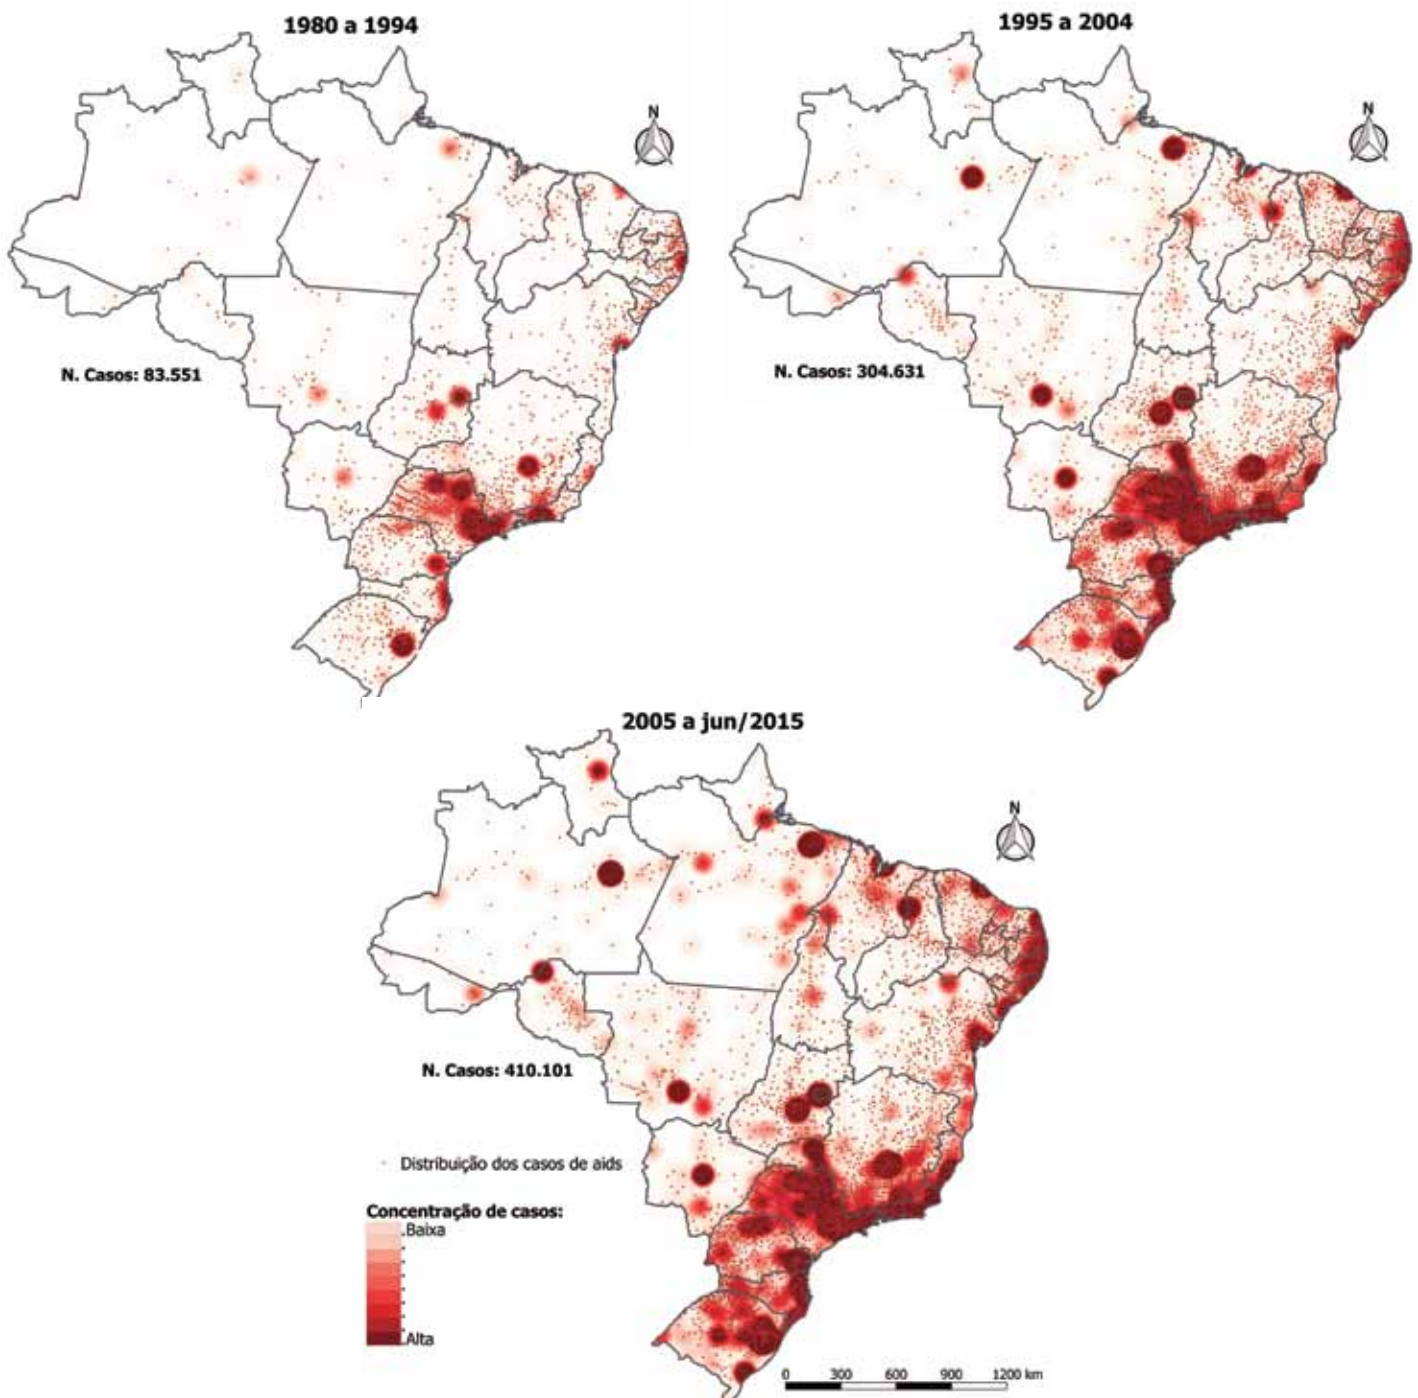 1980 a 1994
N
N. Casos: 83.551
1995 a 2004
N
N. Casos: 304.631
2005 a jun/2015
N
N. Casos: 410.101
Distribuição dos casos de aids
Concentração de casos:
Baixa
Alta
0 300 600 900 1200 km